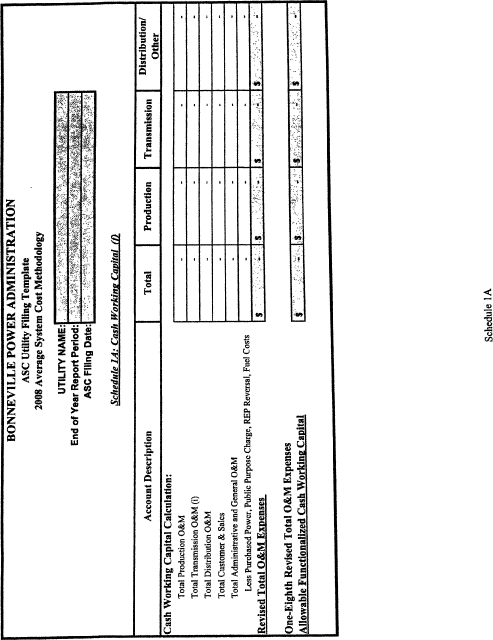 BONNEVILLE POWER ADMINISTRATION
ASC Utility Filing Template
2008 Average System Cost Methodology
UTILITY NAME:
End of Year Report Period:
ASC Filing Date:
Schedule 1A: Cash Working Capital (f)
Account Description Total Production Transmission Distribution/ Other
Cash Working Capital Calculation:
Total Production O&M - - - -
Total Transmission O&M (i) - - - -
Total Distribution O&M - - - -
Total Customer & Sales - - - -
Total Administrative and General O&M - - - -
Less Purchased Power, Public Purpose Charge, REP Reversal, Fuel Costs - - - -
Revised Total O&M Expenses $ - $ - $ - $ -
One-Eighth Revised Total O&M Expenses
Allowable Functionalized Cash Working Capital $ - $ - $ - $ -
Schedule 1A